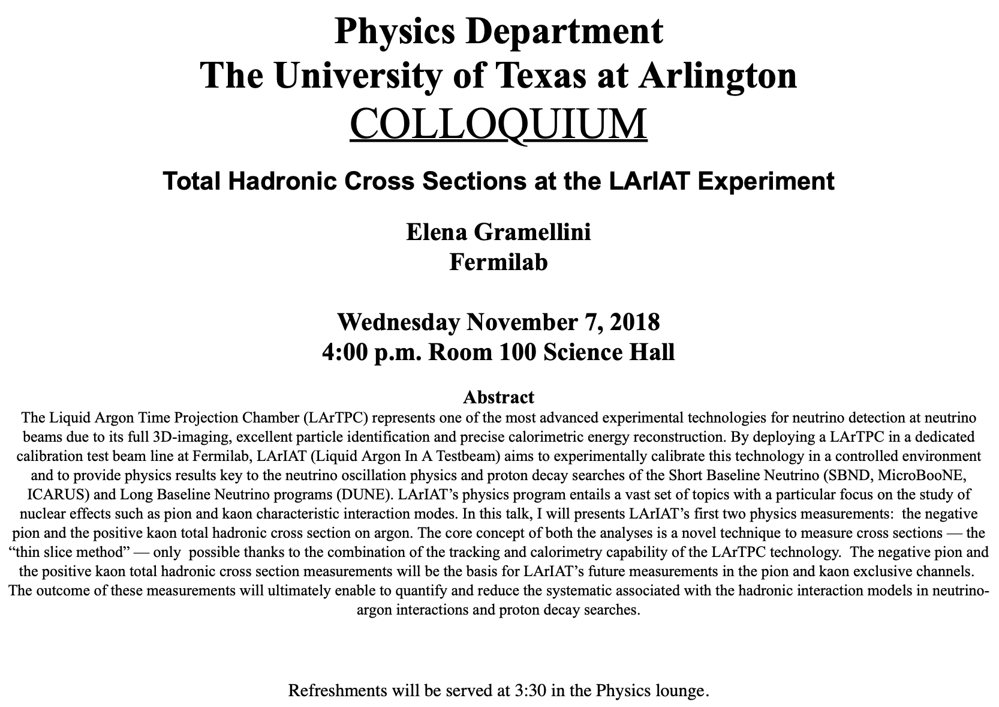 Physics Department
The University of Texas at Arlington
COLLOQUIUM
Total Hadronic Cross Sections at the LArIAT Experiment
Elena Gramellini
Fermilab
Wednesday November 7, 2018
4:00 p.m. Room 100 Science Hall
Abstract
The Liquid Argon Time Projection Chamber (LArTPC) represents one of the most advanced experimental technologies for neutrino detection at neutrino
beams due to its full 3D-imaging, excellent particle identification and precise calorimetric energy reconstruction. By deploying a LArTPC in a dedicated
calibration test beam line at Fermilab, LArIAT (Liquid Argon In A Testbeam) aims to experimentally calibrate this technology in a controlled environment
and to provide physics results key to the neutrino oscillation physics and proton decay searches of the Short Baseline Neutrino (SBND, MicroBooNE,
ICARUS) and Long Baseline Neutrino programs (DUNE). LArIAT’s physics program entails a vast set of topics with a particular focus on the study of
nuclear effects such as pion and kaon characteristic interaction modes. In this talk, I will presents LArIAT’s first two physics measurements:  the negative
pion and the positive kaon total hadronic cross section on argon. The core concept of both the analyses is a novel technique to measure cross sections — the
“thin slice method” — only  possible thanks to the combination of the tracking and calorimetry capability of the LArTPC technology.  The negative pion and
the positive kaon total hadronic cross section measurements will be the basis for LArIAT’s future measurements in the pion and kaon exclusive channels.
The outcome of these measurements will ultimately enable to quantify and reduce the systematic associated with the hadronic interaction models in neutrino-
argon interactions and proton decay searches.
Refreshments will be served at 3:30 in the Physics lounge.